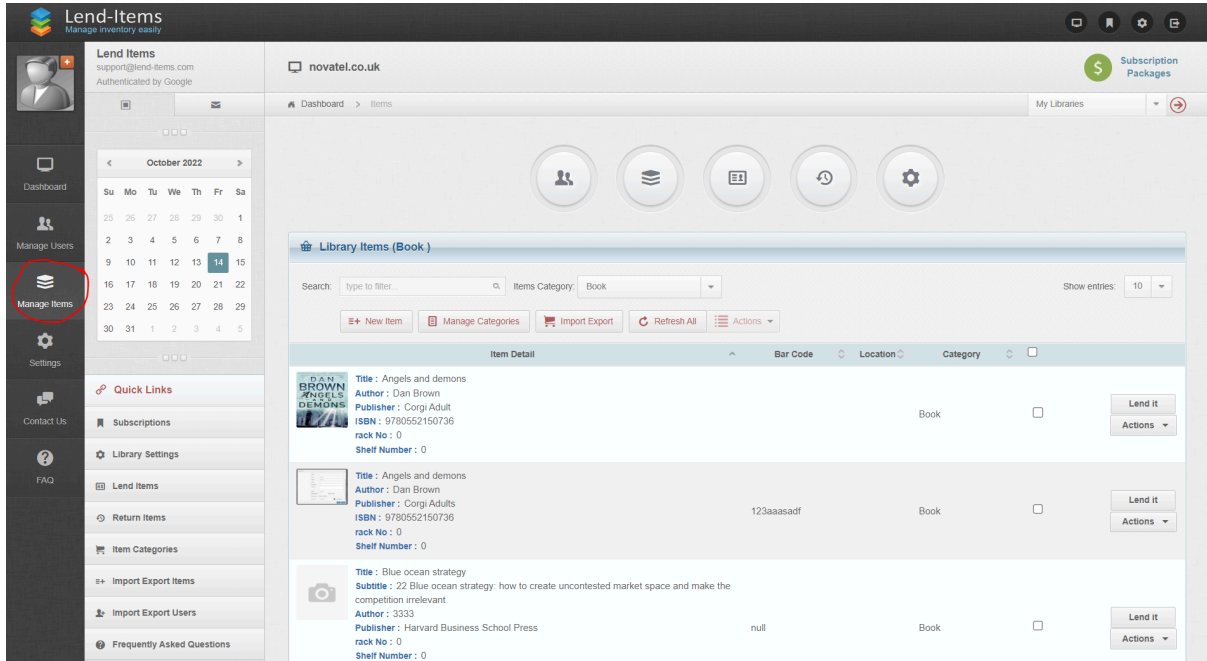 Lend-Items
Manage inventory easily
Lend Items
support@lend-items.com
Authenticated by Google
novatel.co.uk
Subscription
Packages
Dashboard > Items
My Libraries
Dashboard
Manage Users
Manage Items
Settings
Contact Us
FAQ
October 2022
Su Mo Tu We Th Fr Sa
25 26 27 28 29 30 1
2 3 4 5 6 7 8
9 10 11 12 13 14 15
16 17 18 19 20 21 22
23 24 25 26 27 28 29
30 31 1 2 3 4 5
Quick Links
Subscriptions
Library Settings
Lend Items
Return Items
Item Categories
Import Export Items
Import Export Users
Frequently Asked Questions
Library Items (Book )
Search: type to filter... Items Category: Book Show entries: 10
New Item Manage Categories Import Export Refresh All Actions
Item Detail Bar Code Location Category
DAN
BROWN
ANGELS
AND
DEMONS
Title : Angels and demons
Author : Dan Brown
Publisher : Corgi Adult
ISBN : 9780552150736
rack No : 0
Shelf Number : 0
Book
Lend it
Actions
Title : Angels and demons
Author : Dan Brown
Publisher : Corgi Adults
ISBN : 9780552150736
rack No : 0
Shelf Number : 0
123aaasadf
Book
Lend it
Actions
Title : Blue ocean strategy
Subtitle : 22 Blue ocean strategy: how to create uncontested market space and make the
competition irrelevant
Author : 3333
Publisher : Harvard Business School Press
rack No : 0
Shelf Number : 0
null
Book
Lend it
Actions